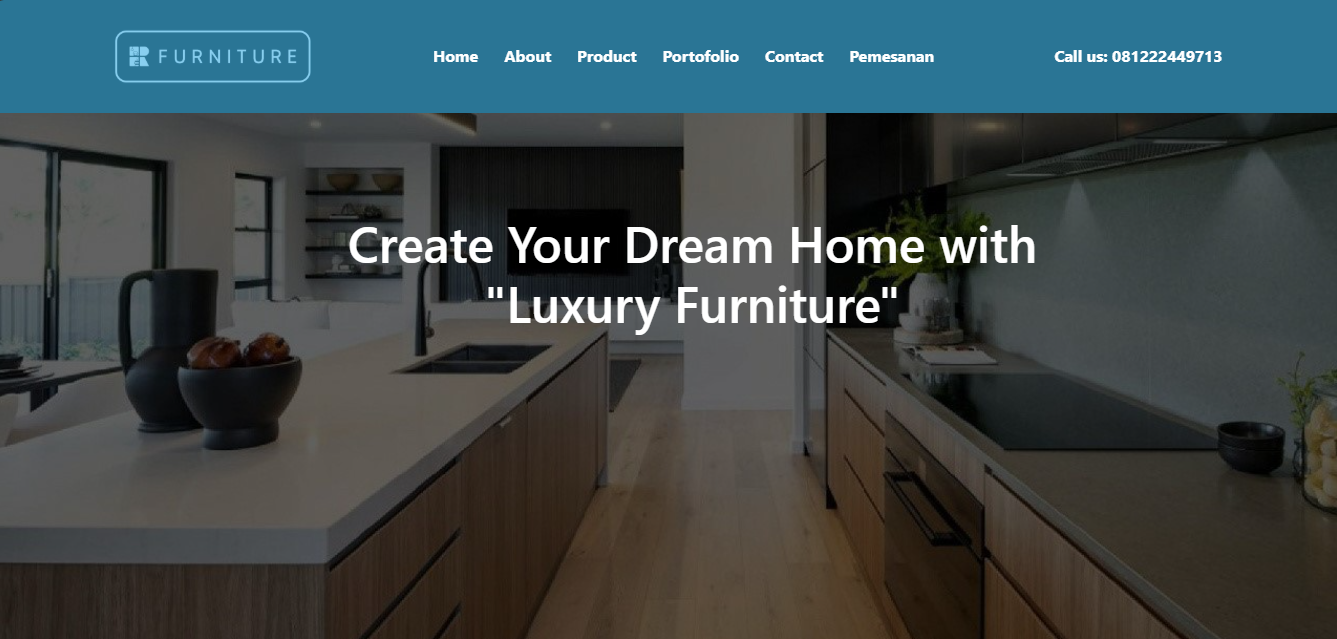 FURNITURE
Home About Product Portofolio Contact Pemesanan
Call us: 081222449713
Create Your Dream Home with
"Luxury Furniture"